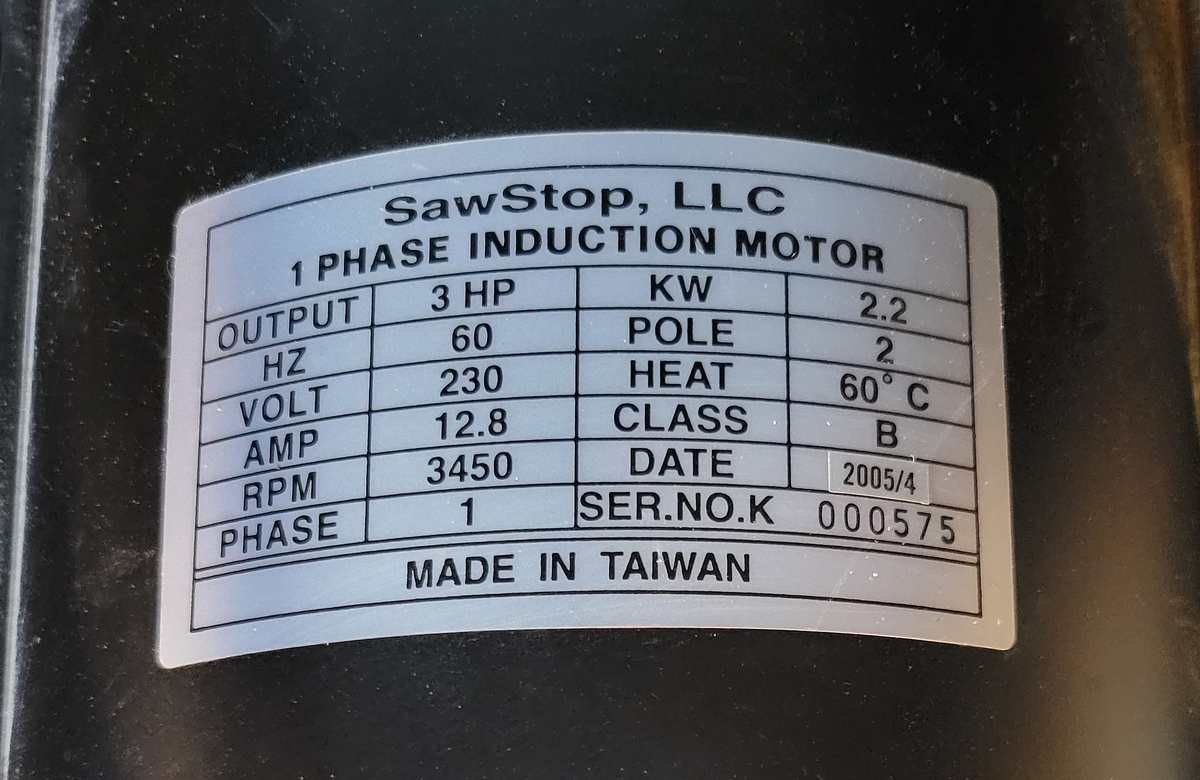 SawStop, LLC
1 PHASE INDUCTION MOTOR
OUTPUT 3 HP KW 2.2
HZ 60 POLE 2
VOLT 230 HEAT 60° C
AMP 12.8 CLASS B
RPM 3450 DATE 2005/4
PHASE 1 SER.NO.K 000575
MADE IN TAIWAN